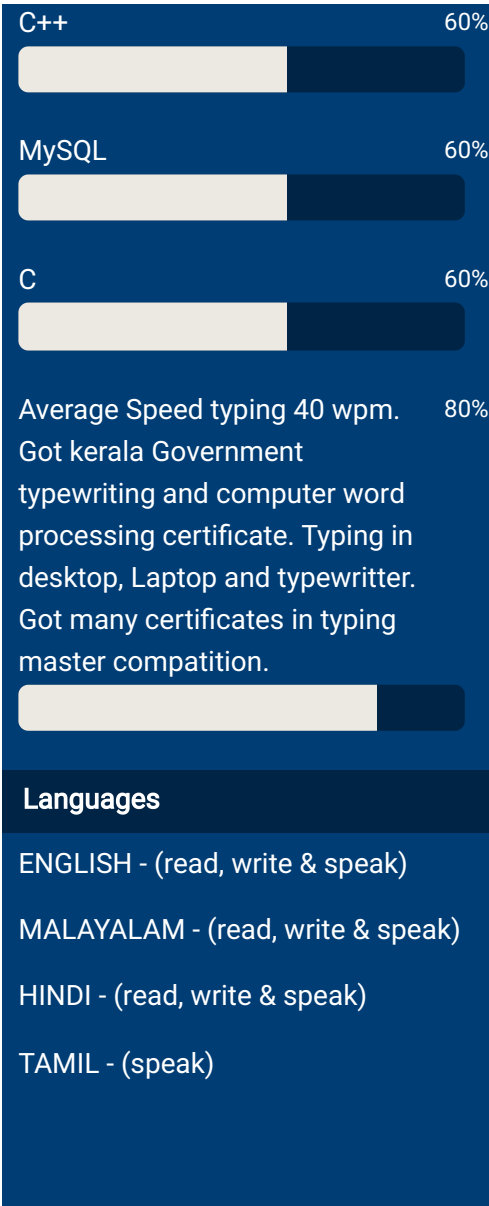 C++ 60%
MySQL 60%
C 60%
Average Speed typing 40 wpm. 80%
Got kerala Government
typewriting and computer word
processing certificate. Typing in
desktop, Laptop and typewritter.
Got many certificates in typing
master compatition.
Languages
ENGLISH - (read, write & speak)
MALAYALAM - (read, write & speak)
HINDI - (read, write & speak)
TAMIL - (speak)